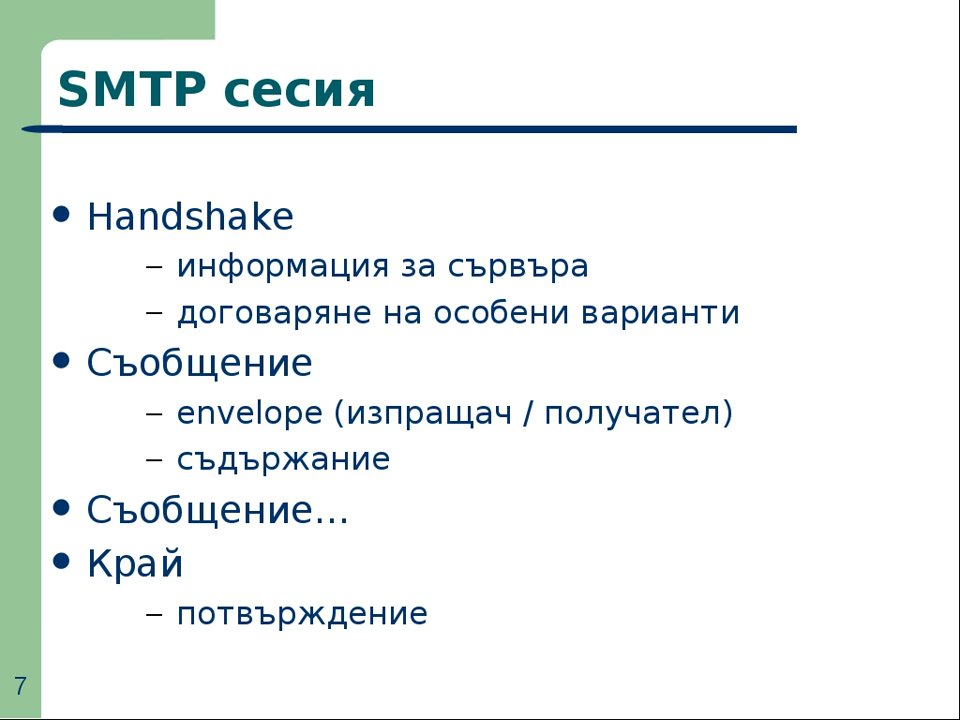 SMTP сесия
Handshake
– информация за сървъра
– договаряне на особени варианти
Съобщение
– envelope (изпращач / получател)
– съдържание
Съобщение...
Край
– потвърждение
7